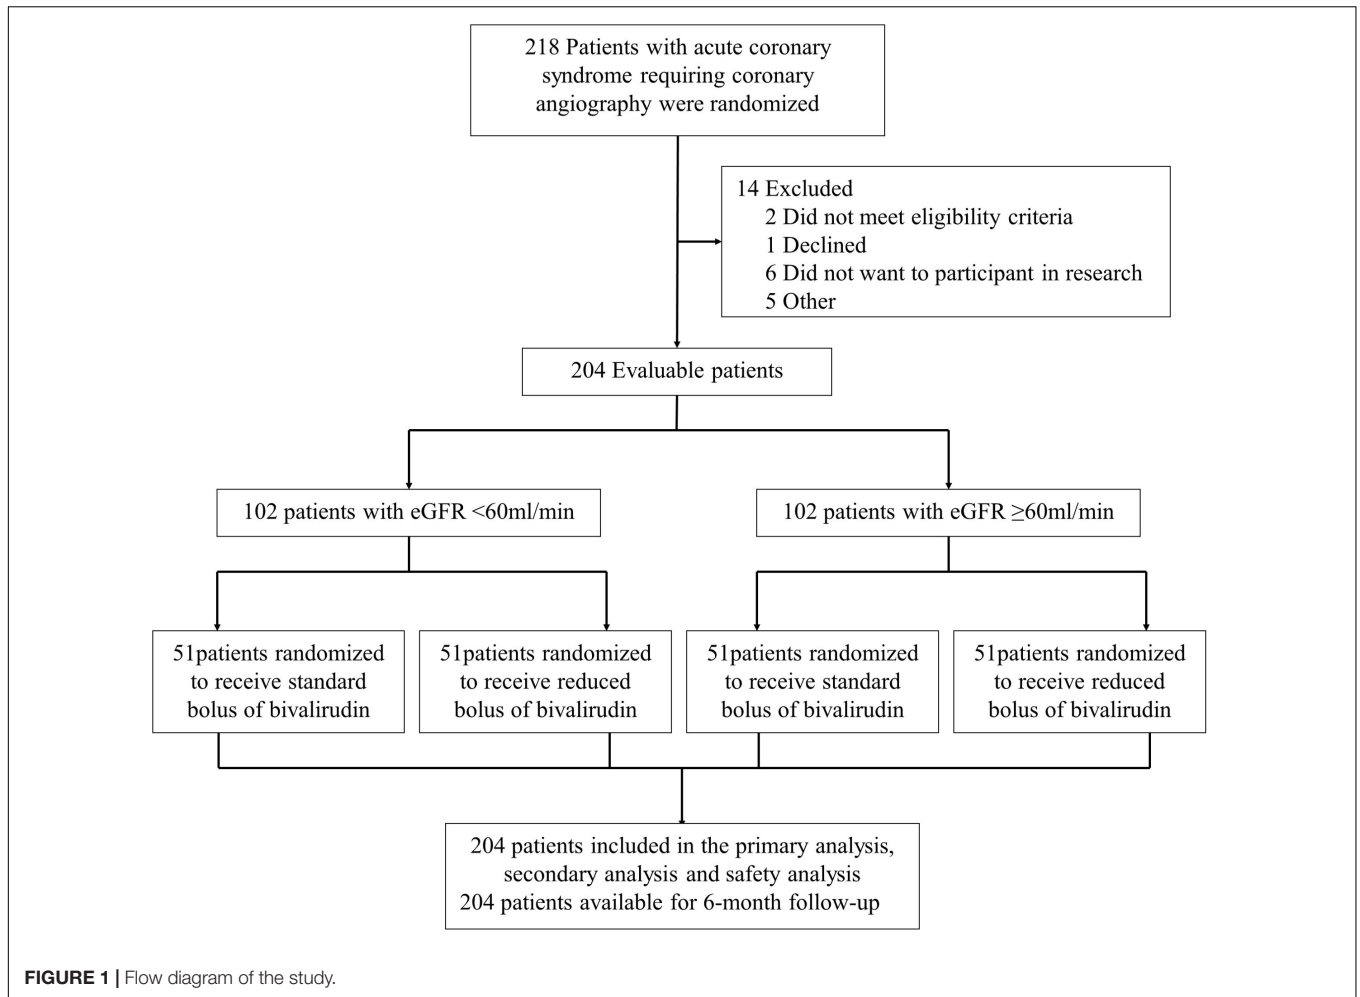 218 Patients with acute coronary
syndrome requiring coronary
angiography were randomized
14 Excluded
2 Did not meet eligibility criteria
1 Declined
6 Did not want to participant in research
5 Other
204 Evaluable patients
102 patients with eGFR <60ml/min
102 patients with eGFR ≥60ml/min
51patients randomized
to receive standard
bolus of bivalirudin
51patients randomized
to receive reduced
bolus of bivalirudin
51patients randomized
to receive standard
bolus of bivalirudin
51patients randomized
to receive reduced
bolus of bivalirudin
204 patients included in the primary analysis,
secondary analysis and safety analysis
204 patients available for 6-month follow-up
FIGURE 1 | Flow diagram of the study.